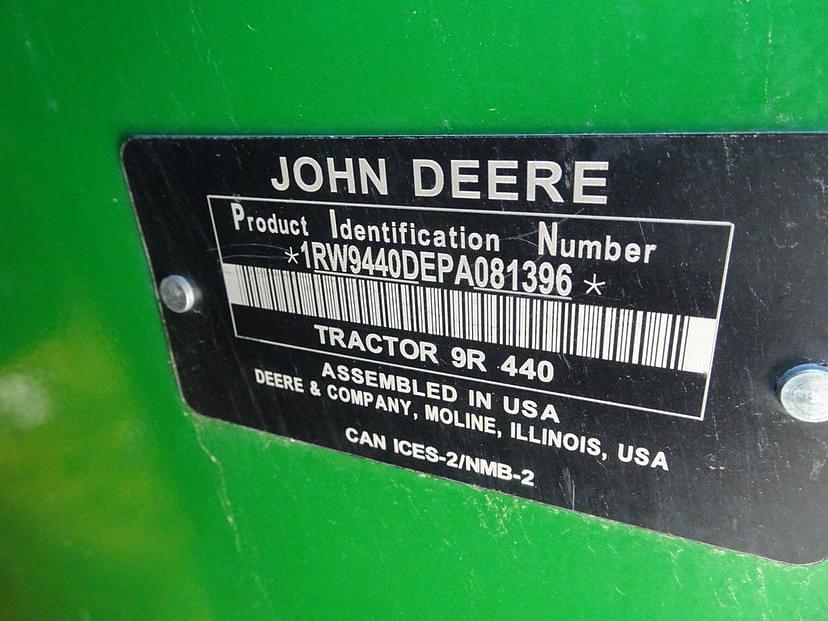 JOHN DEERE
Product Identification Number
*1RW9440DEPA081396*
TRACTOR 9R 440
ASSEMBLED IN USA
DEERE & COMPANY, MOLINE, ILLINOIS, USA
CAN ICES-2/NMB-2